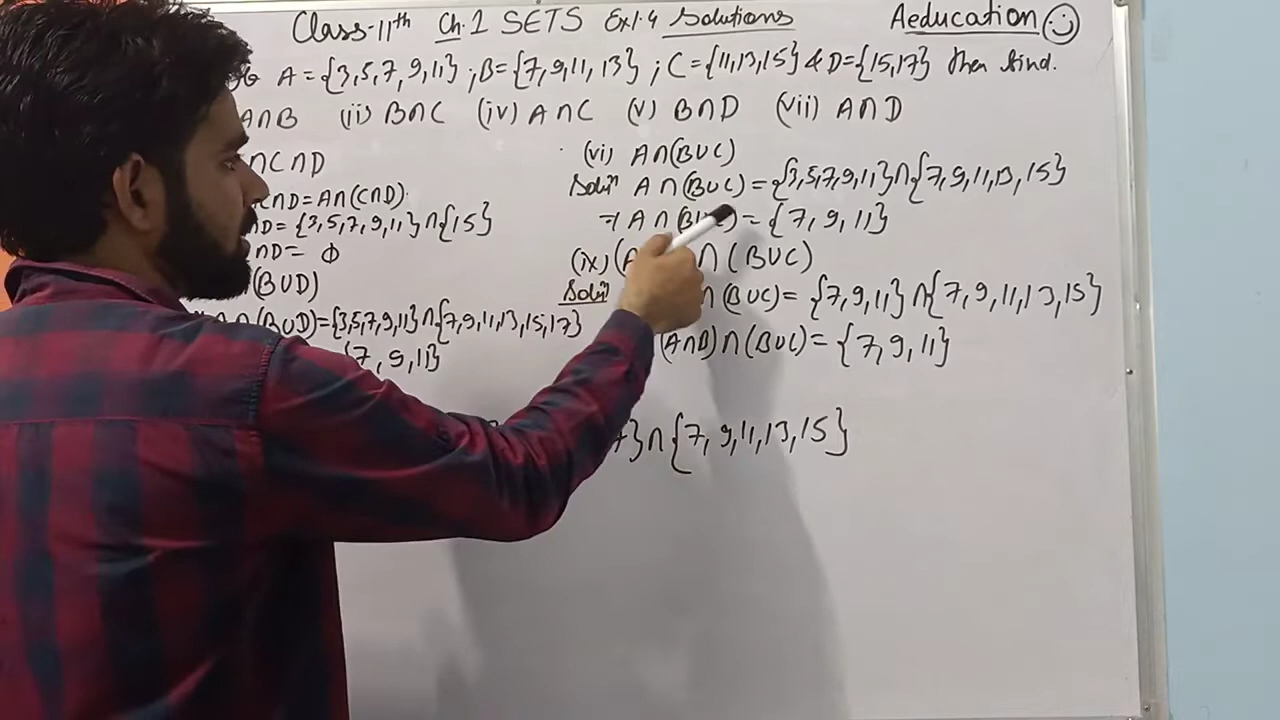 Class-11th Ch-1 SETS Ex1.4 Solutions Aeducation
A={3,5,7,9,11} ; B={7,9,11,13} ; C={11,13,15} & D={15,17} then find.
A∩B (ii) B∩C (iv) A∩C (v) B∩D (vii) A∩D
∩C∩D
C∩D=A∩(C∩D)
∩D={3,5,7,9,11}∩{15}
∩D=ϕ
(B∪D)
A∩(B∪D)={3,5,7,9,11}∩{7,9,11,13,15,17}
{7,9,11}
(vi) A∩(B∪C)
Solⁿ A∩(B∪C)={3,5,7,9,11}∩{7,9,11,13,15}
⇒A∩(B∪C)={7,9,11}
(ix)(A ∩(B∪C)
Solⁿ ∩(B∪C)={7,9,11}∩{7,9,11,13,15}
(A∩B)∩(B∪C)={7,9,11}
}∩{7,9,11,13,15}